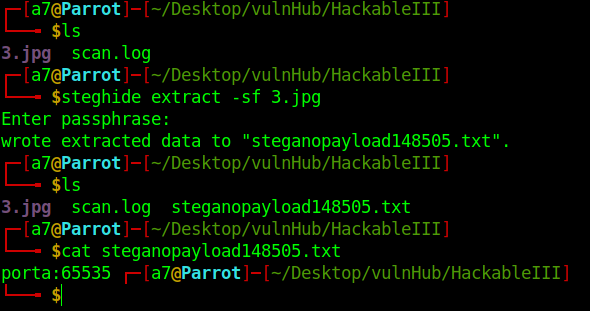 ┌─[a7@Parrot]─[~/Desktop/vulnHub/HackableIII]
└──╼ $ls
3.jpg  scan.log
┌─[a7@Parrot]─[~/Desktop/vulnHub/HackableIII]
└──╼ $steghide extract -sf 3.jpg
Enter passphrase:
wrote extracted data to "steganopayload148505.txt".
┌─[a7@Parrot]─[~/Desktop/vulnHub/HackableIII]
└──╼ $ls
3.jpg  scan.log  steganopayload148505.txt
┌─[a7@Parrot]─[~/Desktop/vulnHub/HackableIII]
└──╼ $cat steganopayload148505.txt
porta:65535 ┌─[a7@Parrot]─[~/Desktop/vulnHub/HackableIII]
└──╼ $